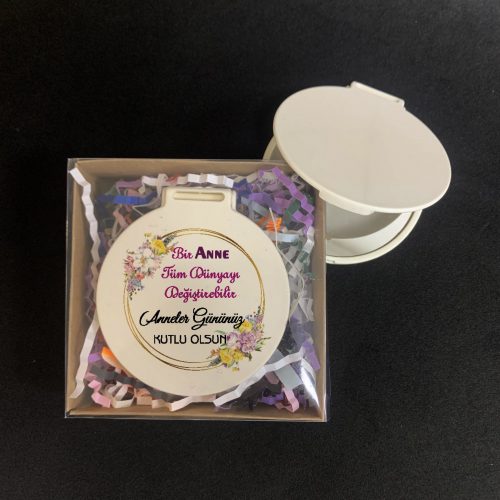 Bir ANNE
Tüm Dünyayı
Değiştirebilir
Anneler Gününüz
KUTLU OLSUN